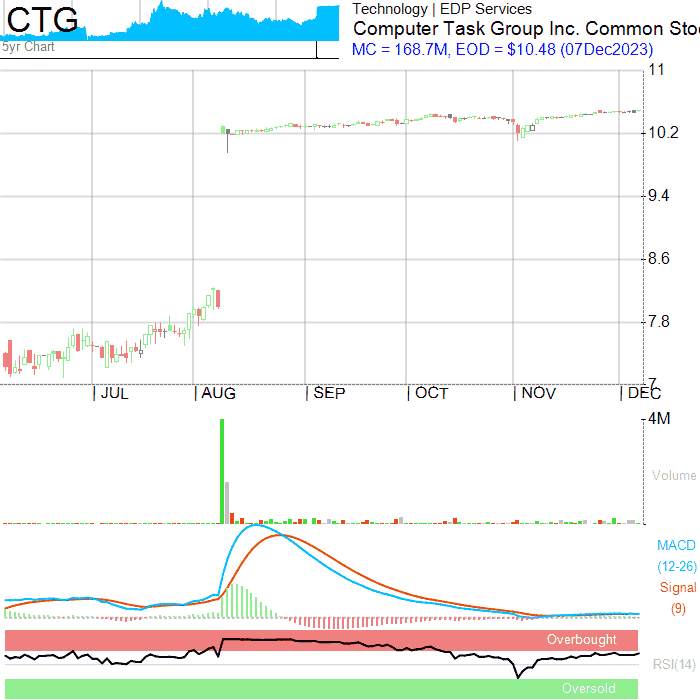 CTG
5yr Chart
Technology | EDP Services
Computer Task Group Inc. Common Stoc
MC = 168.7M, EOD = $10.48 (07Dec2023)
11
10.2
9.4
8.6
7.8
7
JUL AUG SEP OCT NOV DEC
4M
Volume
MACD
(12-26)
Signal
(9)
Overbought
RSI(14)
Oversold